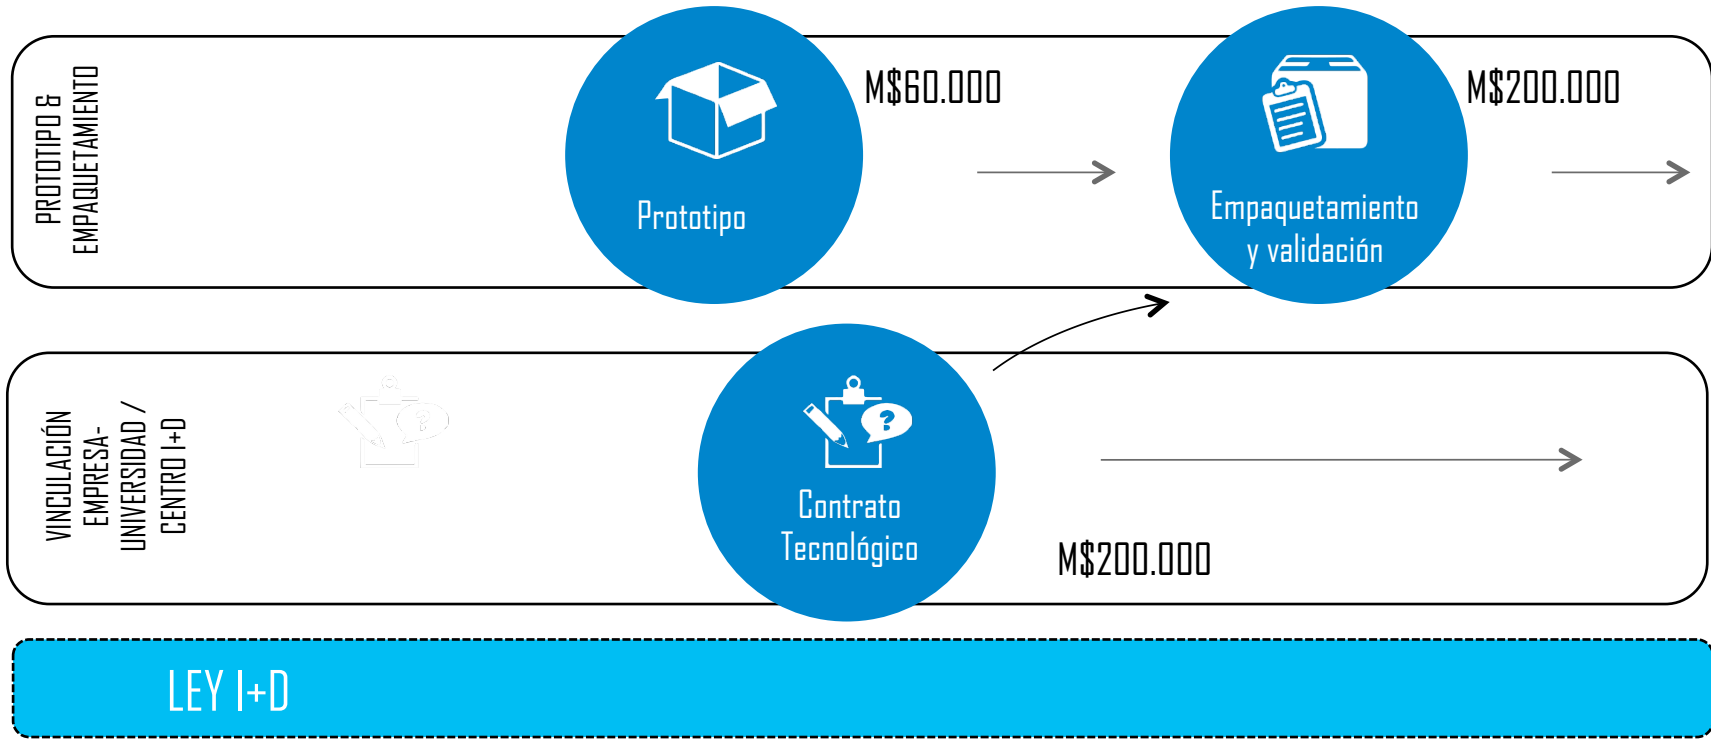 PROTOTIPO &
EMPAQUETAMIENTO
Prototipo
M$60.000
Empaquetamiento
y validación
M$200.000
VINCULACIÓN
EMPRESA-
UNIVERSIDAD /
CENTRO I+D
?
?
Contrato
Tecnológico
M$200.000
LEY I+D